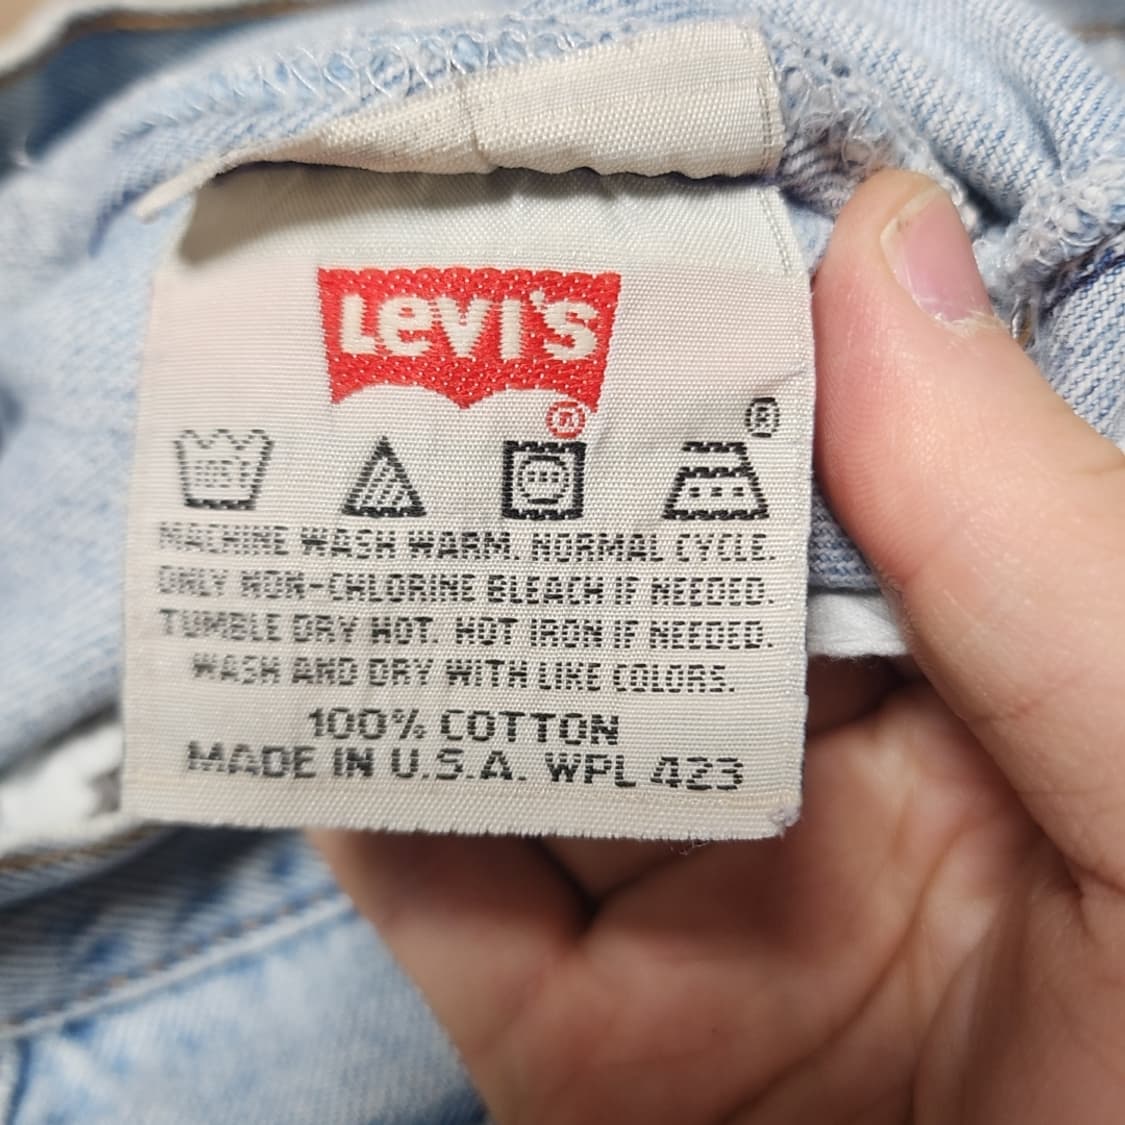 Levi's
®
®
105F
MACHINE WASH WARM. NORMAL CYCLE.
ONLY NON-CHLORINE BLEACH IF NEEDED.
TUMBLE DRY HOT. HOT IRON IF NEEDED.
WASH AND DRY WITH LIKE COLORS.
100% COTTON
MADE IN U.S.A. WPL 423